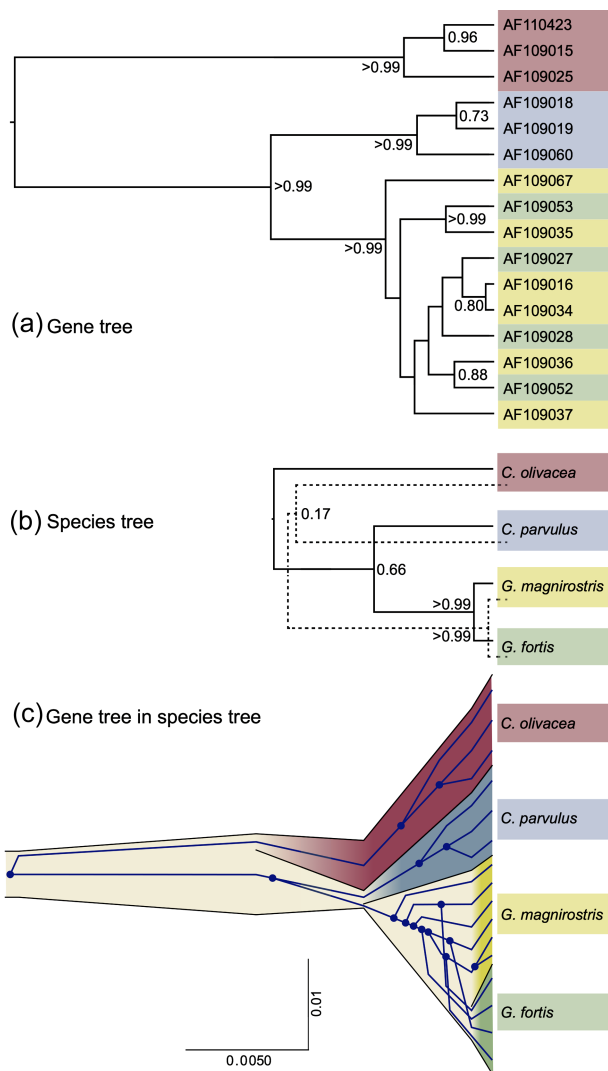 AF110423
0.96
AF109015
>0.99
AF109025
AF109018
0.73
AF109019
>0.99
AF109060
AF109067
>0.99
AF109053
>0.99
AF109035
>0.99
AF109027
AF109016
0.80
AF109034
(a) Gene tree
AF109028
AF109036
0.88
AF109052
AF109037
C. olivacea
(b) Species tree
0.17
C. parvulus
0.66
G. magnirostris
>0.99
>0.99
G. fortis
(c) Gene tree in species tree
C. olivacea
C. parvulus
G. magnirostris
G. fortis
0.01
0.0050